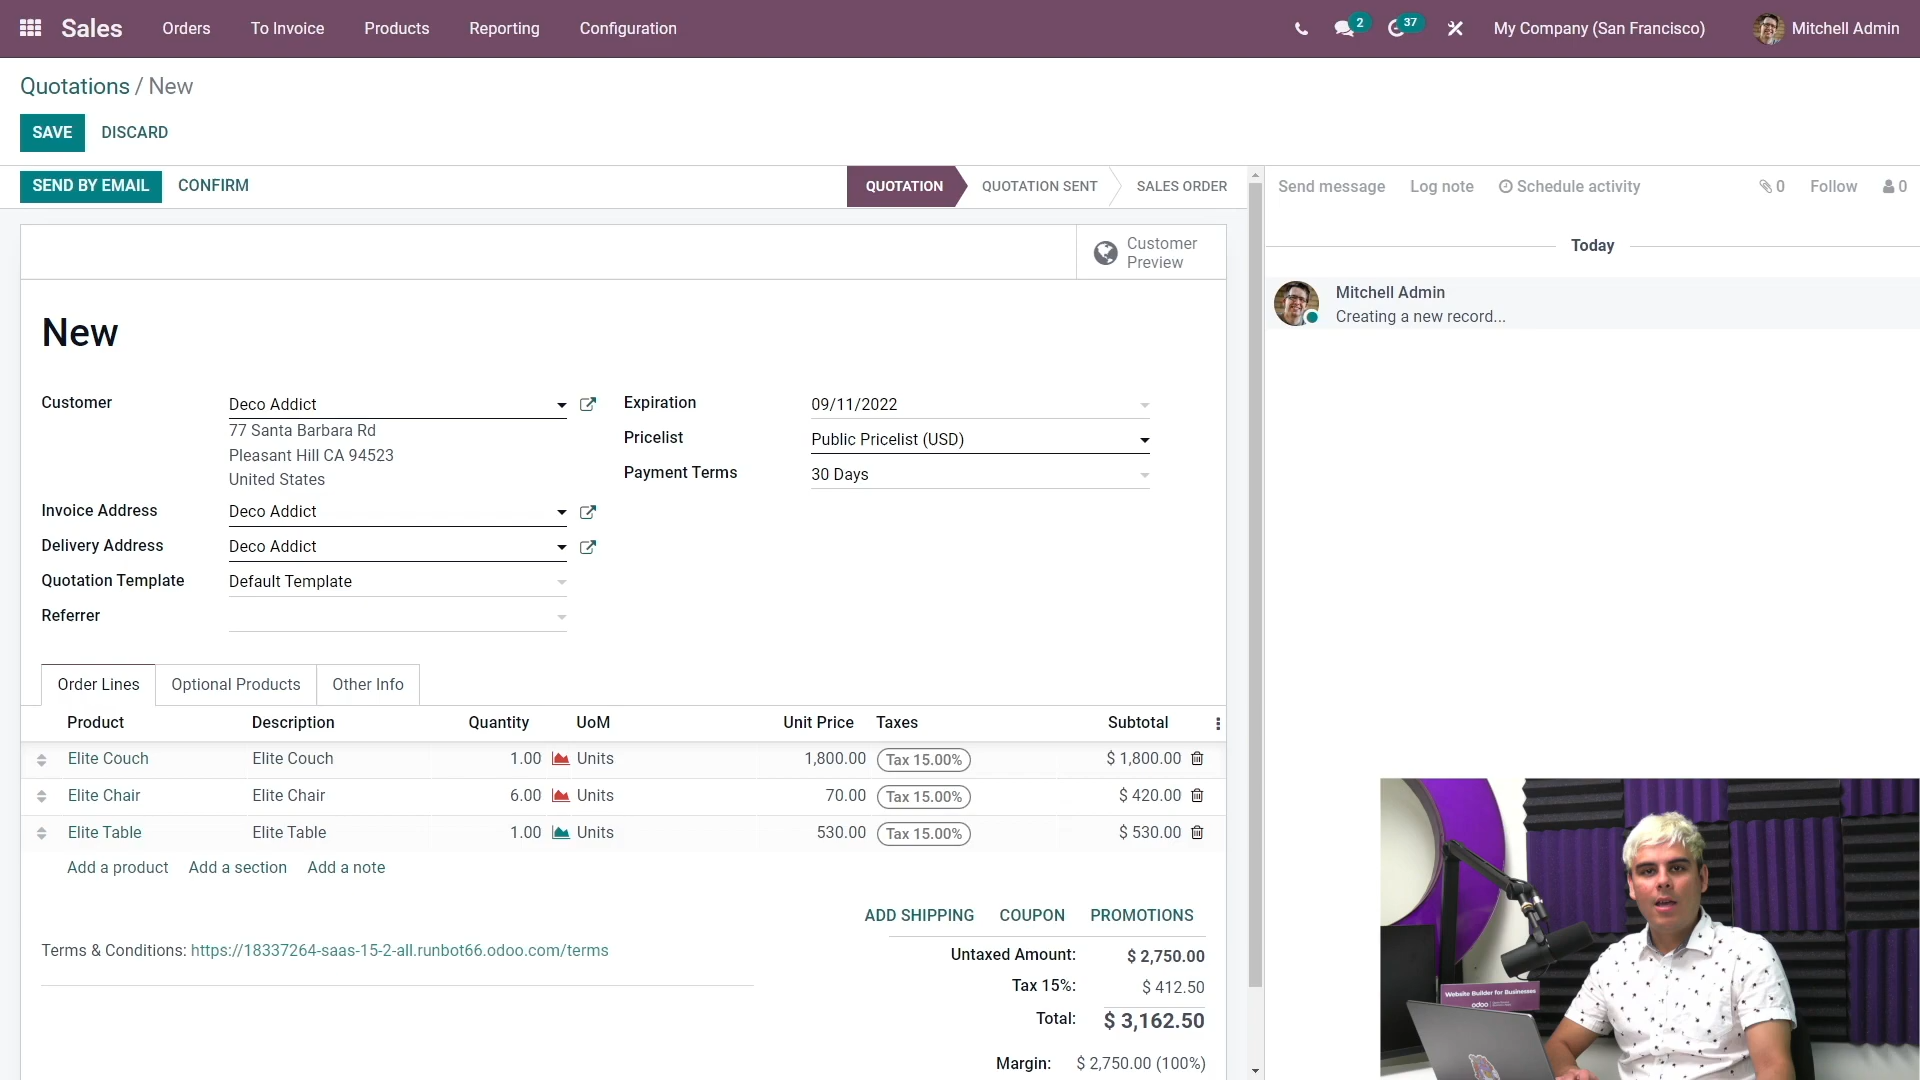 Sales Orders To Invoice Products Reporting Configuration 2 37 My Company (San Francisco) Mitchell Admin
Quotations / New
SAVE DISCARD
SEND BY EMAIL CONFIRM QUOTATION QUOTATION SENT SALES ORDER Send message Log note Schedule activity 0 Follow 0
Customer
Preview
Today
Mitchell Admin
Creating a new record...
New
Customer Deco Addict
77 Santa Barbara Rd
Pleasant Hill CA 94523
United States
Expiration 09/11/2022
Pricelist Public Pricelist (USD)
Payment Terms 30 Days
Invoice Address Deco Addict
Delivery Address Deco Addict
Quotation Template Default Template
Referrer
Order Lines Optional Products Other Info
Product Description Quantity UoM Unit Price Taxes Subtotal
Elite Couch Elite Couch 1.00 Units 1,800.00 Tax 15.00% $ 1,800.00
Elite Chair Elite Chair 6.00 Units 70.00 Tax 15.00% $ 420.00
Elite Table Elite Table 1.00 Units 530.00 Tax 15.00% $ 530.00
Add a product Add a section Add a note
ADD SHIPPING COUPON PROMOTIONS
Terms & Conditions: https://18337264-saas-15-2-all.runbot66.odoo.com/terms
Untaxed Amount: $ 2,750.00
Tax 15%: $ 412.50
Total: $ 3,162.50
Margin: $ 2,750.00 (100%)
Website Builder for Businesses
odoo